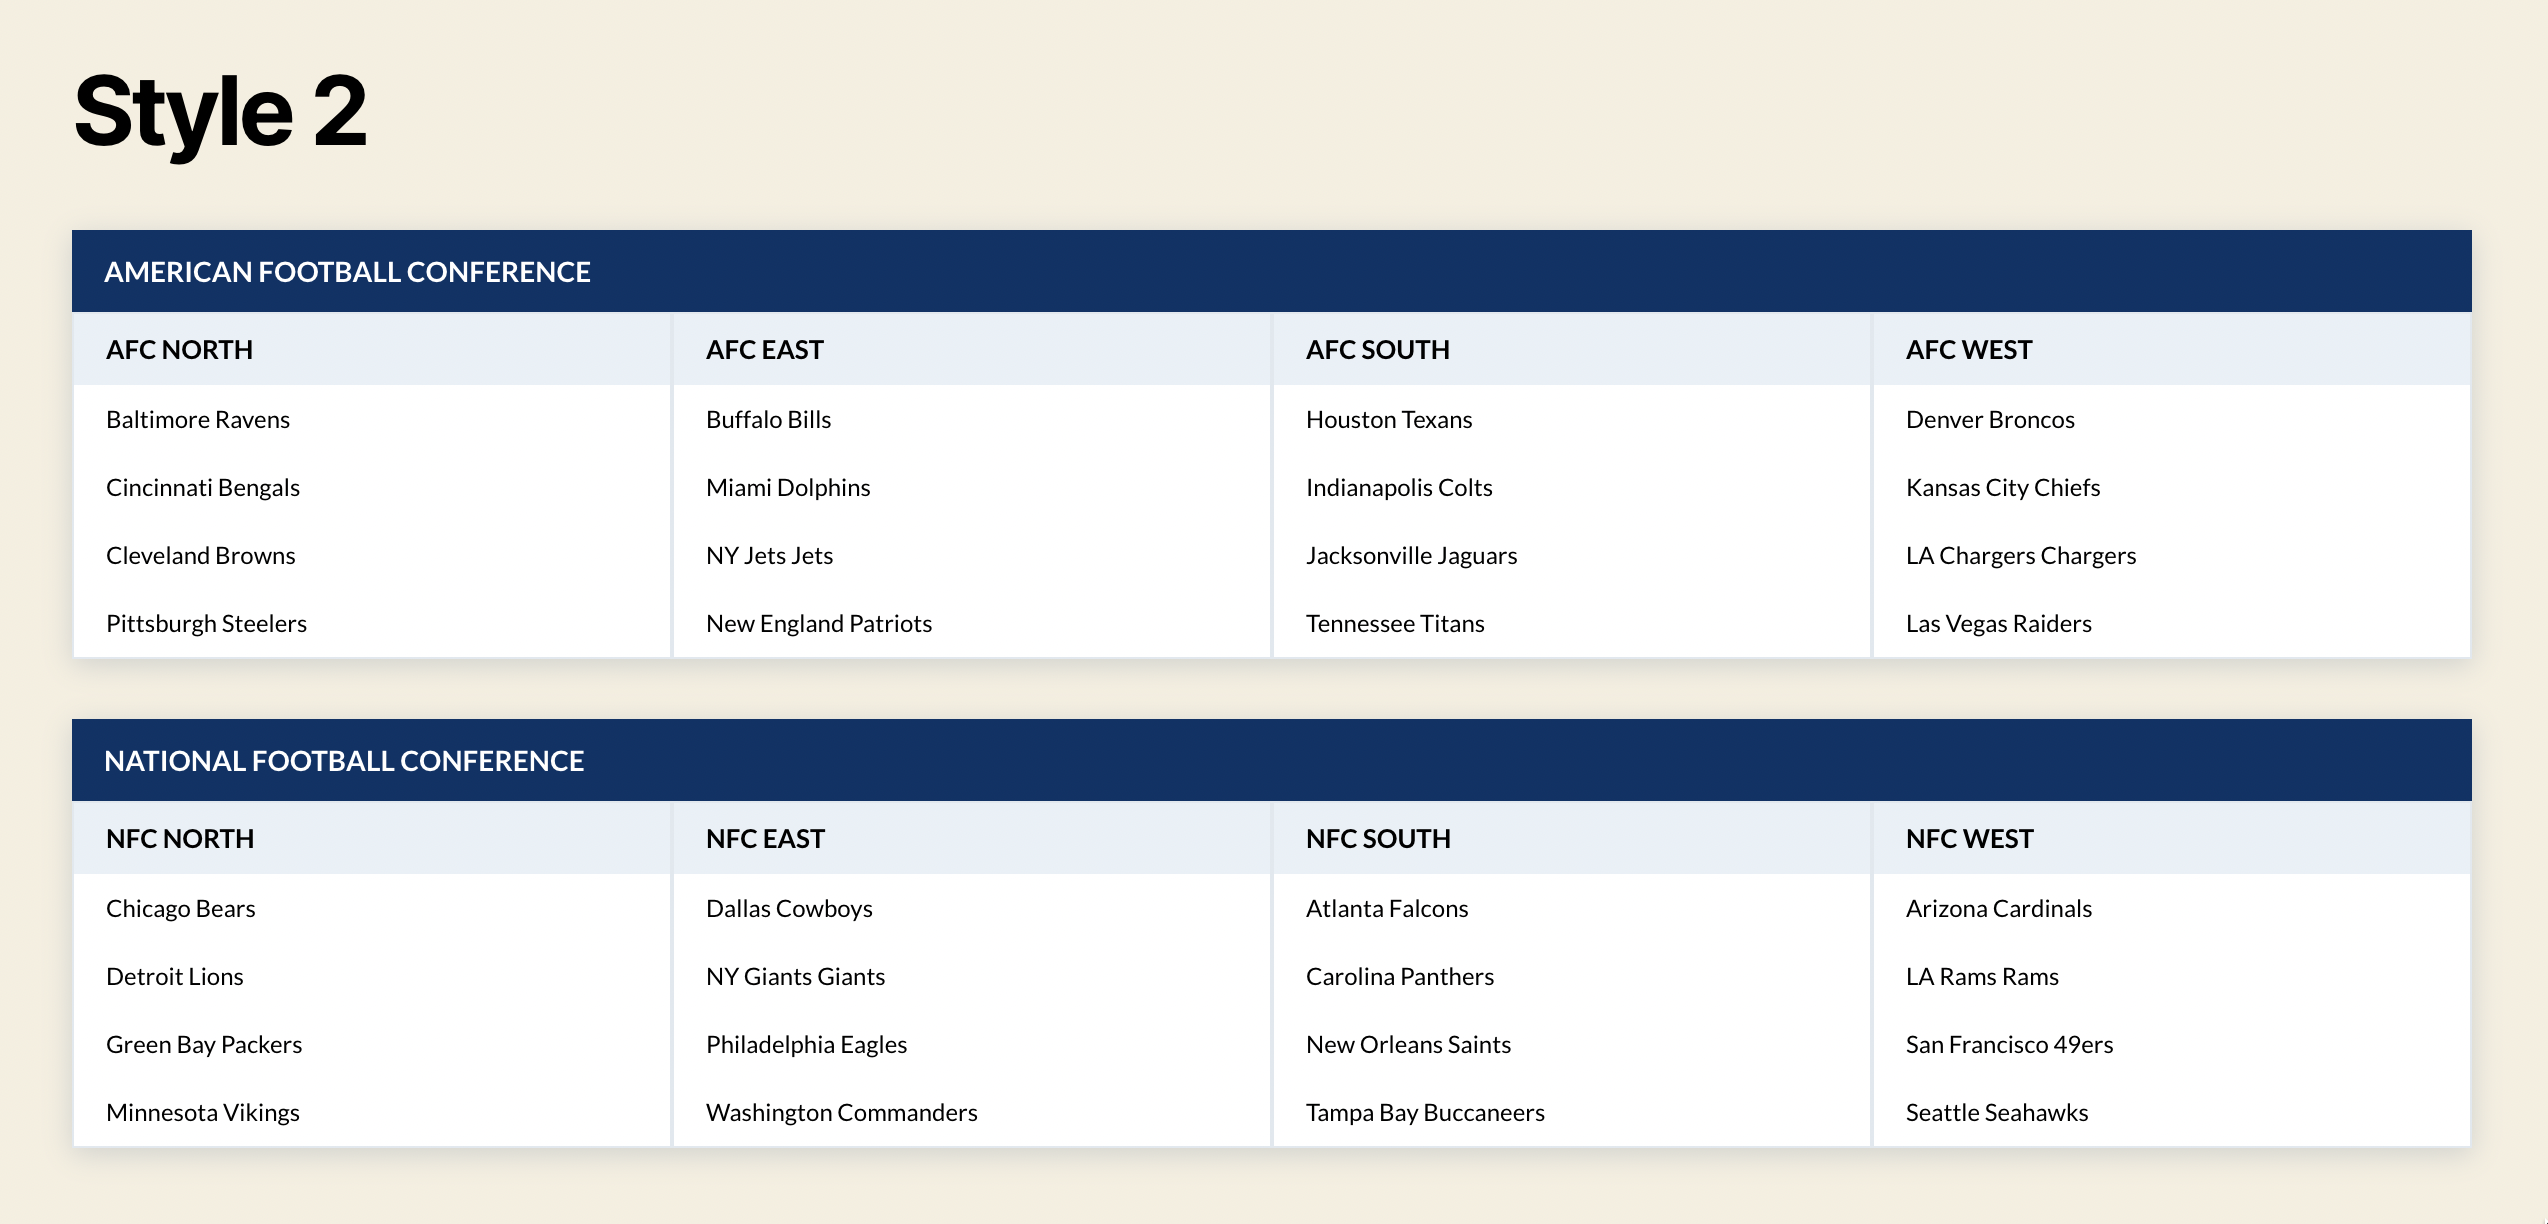 Style 2
AMERICAN FOOTBALL CONFERENCE
AFC NORTH
Baltimore Ravens
Cincinnati Bengals
Cleveland Browns
Pittsburgh Steelers
AFC EAST
Buffalo Bills
Miami Dolphins
NY Jets Jets
New England Patriots
AFC SOUTH
Houston Texans
Indianapolis Colts
Jacksonville Jaguars
Tennessee Titans
AFC WEST
Denver Broncos
Kansas City Chiefs
LA Chargers Chargers
Las Vegas Raiders
NATIONAL FOOTBALL CONFERENCE
NFC NORTH
Chicago Bears
Detroit Lions
Green Bay Packers
Minnesota Vikings
NFC EAST
Dallas Cowboys
NY Giants Giants
Philadelphia Eagles
Washington Commanders
NFC SOUTH
Atlanta Falcons
Carolina Panthers
New Orleans Saints
Tampa Bay Buccaneers
NFC WEST
Arizona Cardinals
LA Rams Rams
San Francisco 49ers
Seattle Seahawks